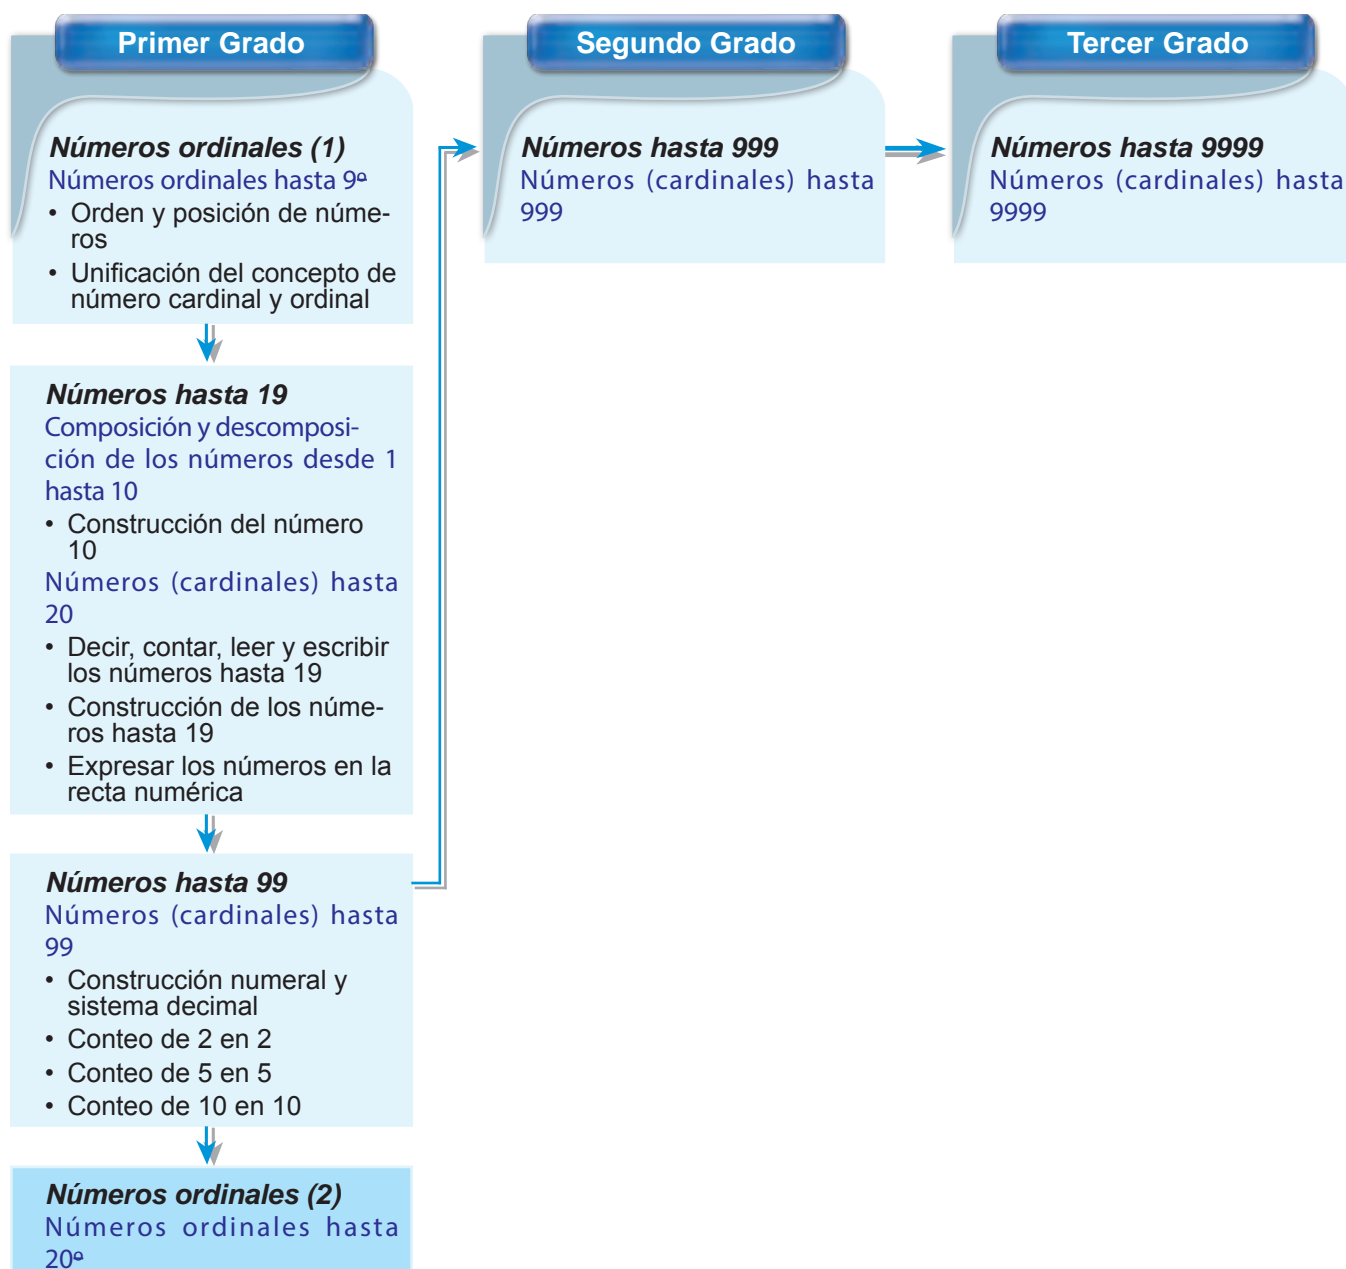 Primer Grado
Números ordinales (1)
Números ordinales hasta 9º
• Orden y posición de núme-
ros
• Unificación del concepto de
número cardinal y ordinal
Números hasta 19
Composición y descomposi-
ción de los números desde 1
hasta 10
• Construcción del número
10
Números (cardinales) hasta
20
• Decir, contar, leer y escribir
los números hasta 19
• Construcción de los núme-
ros hasta 19
• Expresar los números en la
recta numérica
Números hasta 99
Números (cardinales) hasta
99
• Construcción numeral y
sistema decimal
• Conteo de 2 en 2
• Conteo de 5 en 5
• Conteo de 10 en 10
Números ordinales (2)
Números ordinales hasta
20º
Segundo Grado
Números hasta 999
Números (cardinales) hasta
999
Tercer Grado
Números hasta 9999
Números (cardinales) hasta
9999